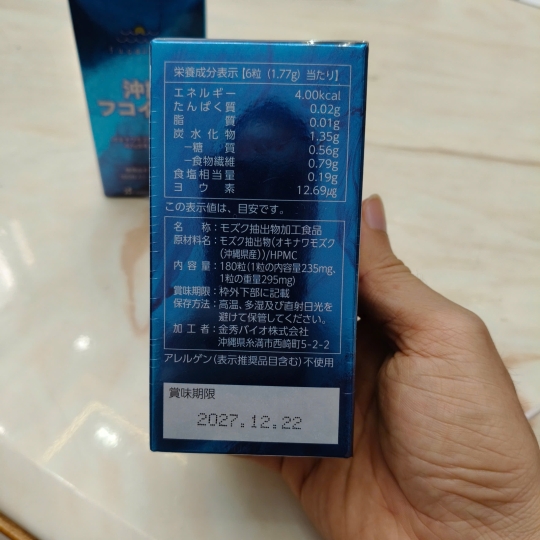 沖
フコイ
栄養成分表示【6粒（1.77g）当たり】
エネルギー 4.00kcal
たんぱく質 0.02g
脂質 0.01g
炭水化物 1.35g
−糖質 0.56g
−食物繊維 0.79g
食塩相当量 0.19g
ヨウ素 12.69μg
この表示値は、目安です。
名称：モズク抽出物加工食品
原材料名：モズク抽出物（オキナワモズク
（沖縄県産））/HPMC
内容量：180粒（1粒の内容量235mg、
1粒の重量295mg）
賞味期限：枠外下部に記載
保存方法：高温、多湿及び直射日光を
避けて保管してください。
加工者：金秀バイオ株式会社
沖縄県糸満市西崎町5-2-2
アレルゲン（表示推奨品目含む）不使用
賞味期限
2027.12.22